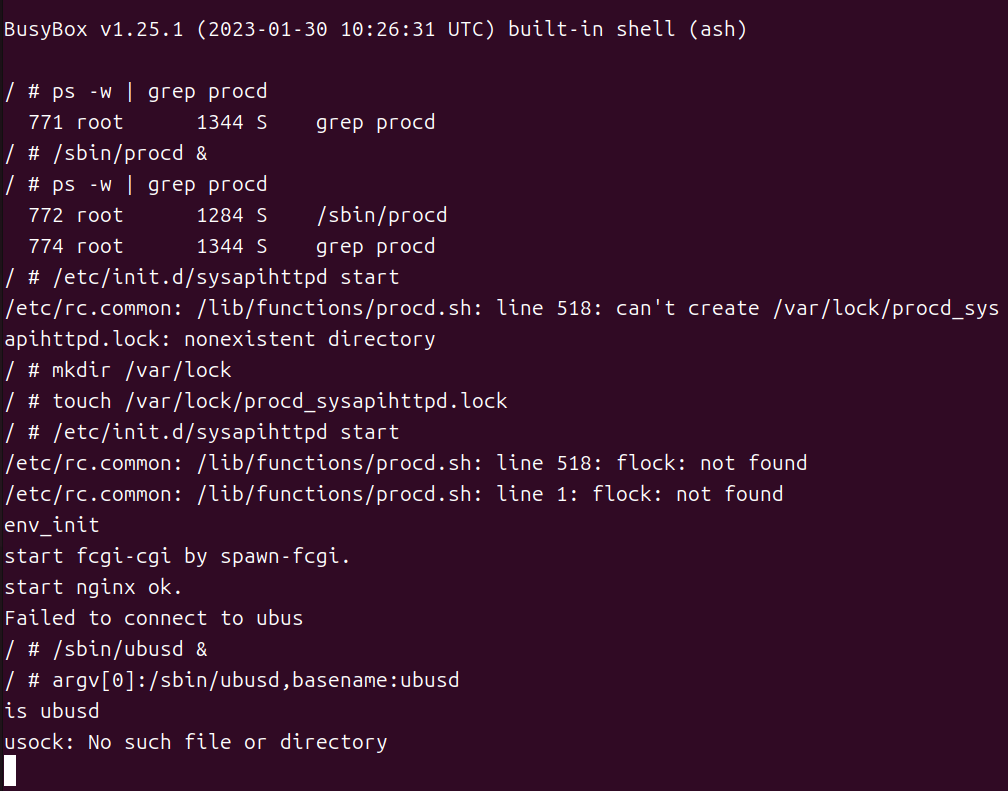 BusyBox v1.25.1 (2023-01-30 10:26:31 UTC) built-in shell (ash)
/ # ps -w | grep procd
771 root 1344 S grep procd
/ # /sbin/procd &
/ # ps -w | grep procd
772 root 1284 S /sbin/procd
774 root 1344 S grep procd
/ # /etc/init.d/sysapihttpd start
/etc/rc.common: /lib/functions/procd.sh: line 518: can't create /var/lock/procd_sys
apihttpd.lock: nonexistent directory
/ # mkdir /var/lock
/ # touch /var/lock/procd_sysapihttpd.lock
/ # /etc/init.d/sysapihttpd start
/etc/rc.common: /lib/functions/procd.sh: line 518: flock: not found
/etc/rc.common: /lib/functions/procd.sh: line 1: flock: not found
env_init
start fcgi-cgi by spawn-fcgi.
start nginx ok.
Failed to connect to ubus
/ # /sbin/ubusd &
/ # argv[0]:/sbin/ubusd,basename:ubusd
is ubusd
usock: No such file or directory